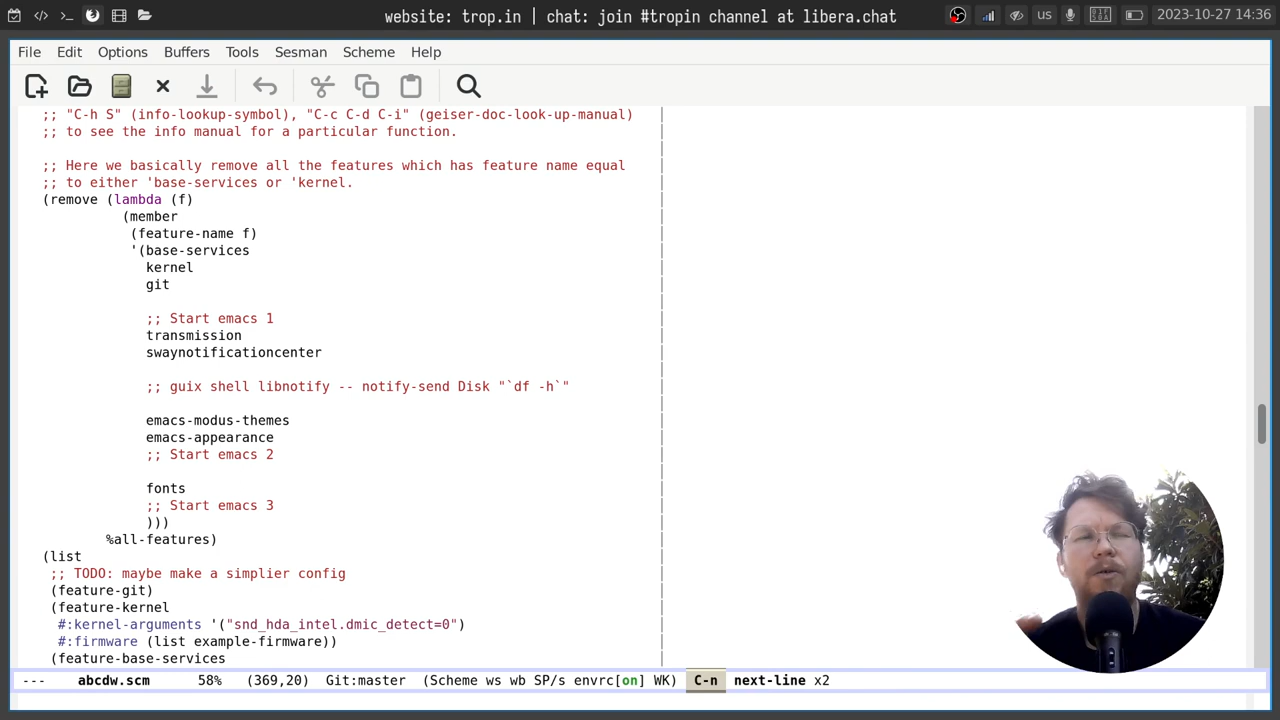 website: trop.in | chat: join #tropin channel at libera.chat
us
2023-10-27 14:36
File Edit Options Buffers Tools Sesman Scheme Help
;; "C-h S" (info-lookup-symbol), "C-c C-d C-i" (geiser-doc-look-up-manual)
;; to see the info manual for a particular function.
;; Here we basically remove all the features which has feature name equal
;; to either 'base-services or 'kernel.
(remove (lambda (f)
(member
(feature-name f)
'(base-services
kernel
git
;; Start emacs 1
transmission
swaynotificationcenter
;; guix shell libnotify -- notify-send Disk "`df -h`"
emacs-modus-themes
emacs-appearance
;; Start emacs 2
fonts
;; Start emacs 3
)))
%all-features)
(list
;; TODO: maybe make a simplier config
(feature-git)
(feature-kernel
#:kernel-arguments '("snd_hda_intel.dmic_detect=0")
#:firmware (list example-firmware))
(feature-base-services
--- abcdw.scm 58% (369,20) Git:master (Scheme ws wb SP/s envrc[on] WK) C-n next-line x2